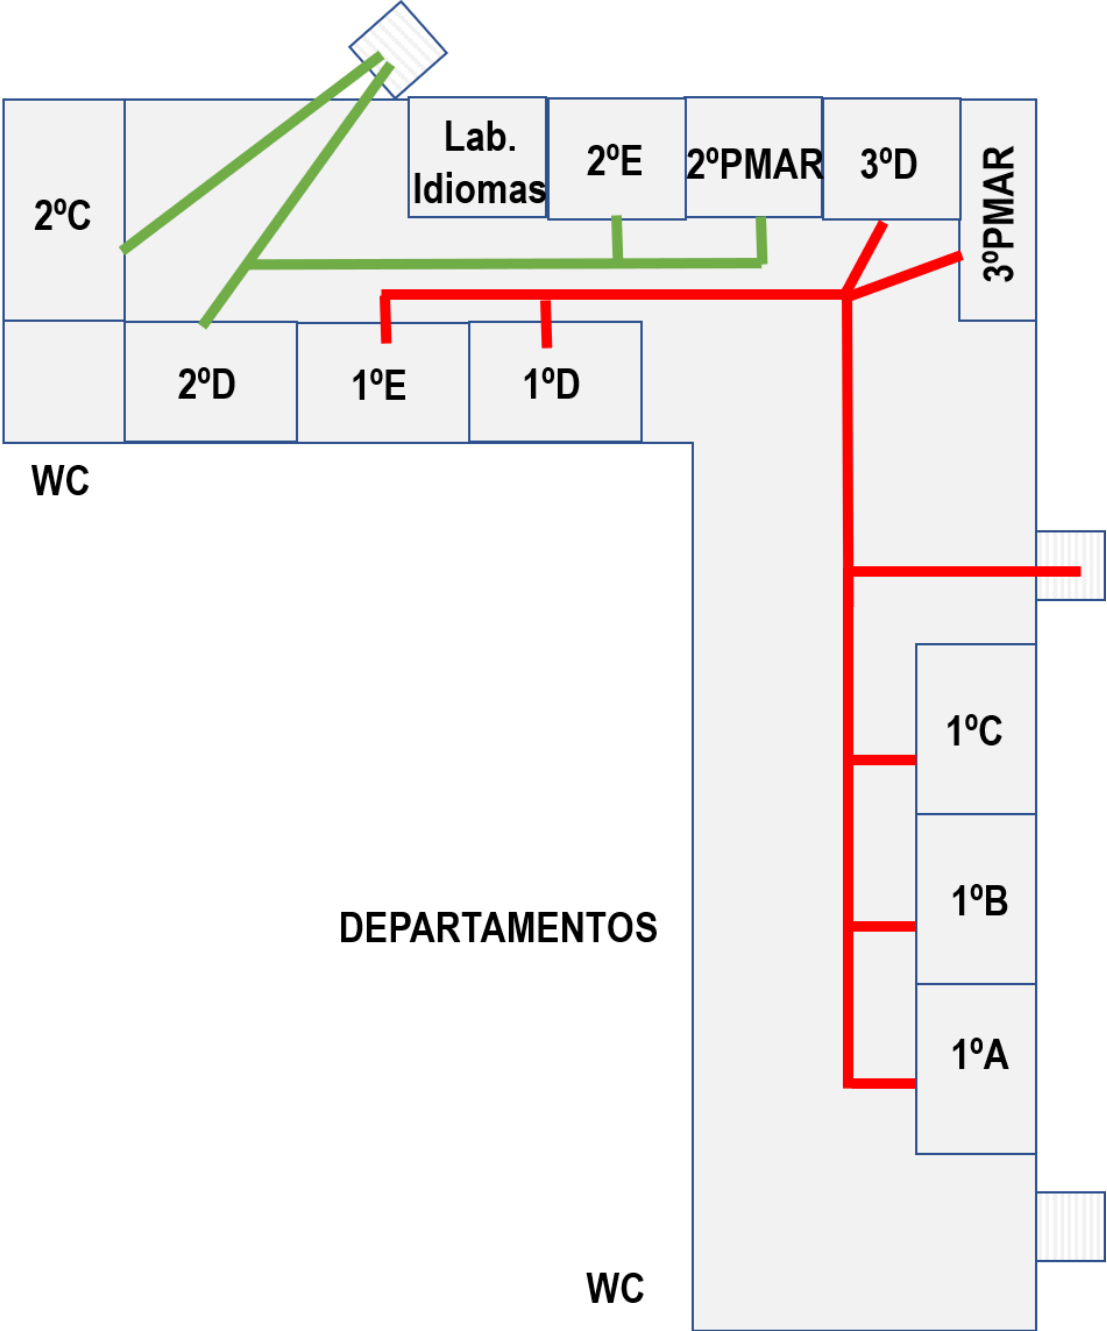 Lab.
Idiomas
2ºE
2ºPMAR
3ºD
3ºPMAR
2ºC
2ºD
1ºE
1ºD
WC
1ºC
1ºB
DEPARTAMENTOS
1ºA
WC